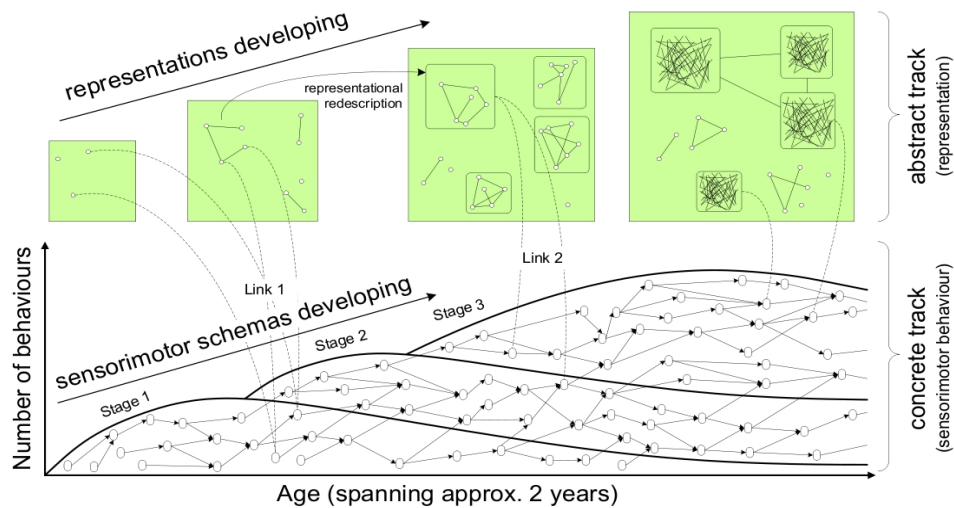 representations developing
representational
redescription
abstract track
(representation)
Link 1
Link 2
Number of behaviours
sensorimotor schemas developing
Stage 1
Stage 2
Stage 3
concrete track
(sensorimotor behaviour)
Age (spanning approx. 2 years)